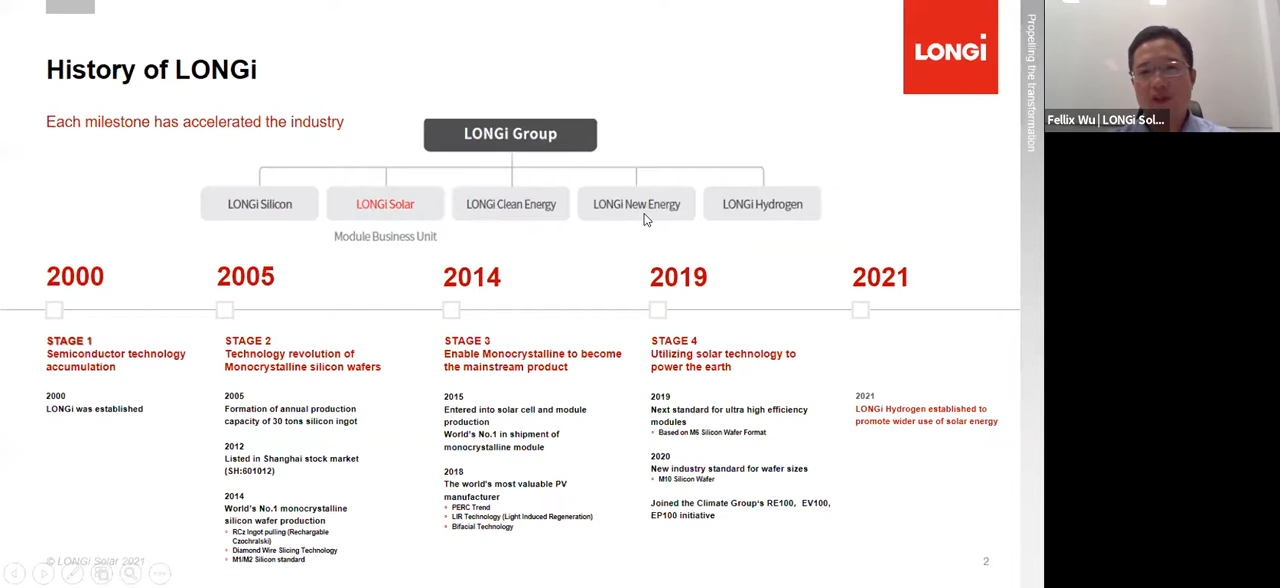 History of LONGi
LONGi
Each milestone has accelerated the industry
LONGi Group
LONGi Silicon
LONGi Solar
LONGi Clean Energy
LONGi New Energy
LONGi Hydrogen
Module Business Unit
2000
2005
2014
2019
2021
STAGE 1
Semiconductor technology
accumulation
2000
LONGi was established
STAGE 2
Technology revolution of
Monocrystalline silicon wafers
2005
Formation of annual production
capacity of 30 tons silicon ingot
2012
Listed in Shanghai stock market
(SH:601012)
2014
World's No.1 monocrystalline
silicon wafer production
• RCz Ingot pulling (Rechargable
Czochralski)
• Diamond Wire Slicing Technology
• M1/M2 Silicon standard
STAGE 3
Enable Monocrystalline to become
the mainstream product
2015
Entered into solar cell and module
production
World's No.1 in shipment of
monocrystalline module
2018
The world's most valuable PV
manufacturer
• PERC Trend
• LIR Technology (Light Induced Regeneration)
• Bifacial Technology
STAGE 4
Utilizing solar technology to
power the earth
2019
Next standard for ultra high efficiency
modules
• Based on M6 Silicon Wafer Format
2020
New industry standard for wafer sizes
• M10 Silicon Wafer
Joined the Climate Group's RE100, EV100,
EP100 initiative
2021
LONGi Hydrogen established to
promote wider use of solar energy
© LONGi Solar 2021
2
Propelling the transformation
Fellix Wu | LONGi Sol...